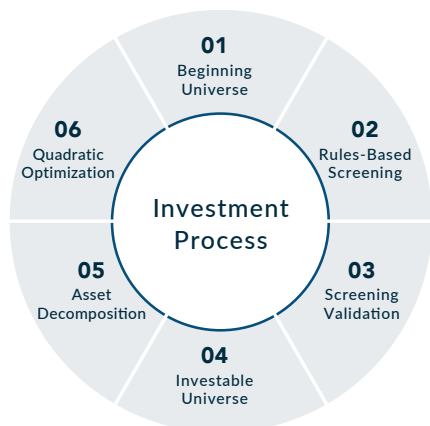 01
Beginning
Universe
02
Rules-Based
Screening
03
Screening
Validation
04
Investable
Universe
05
Asset
Decomposition
06
Quadratic
Optimization
Investment
Process